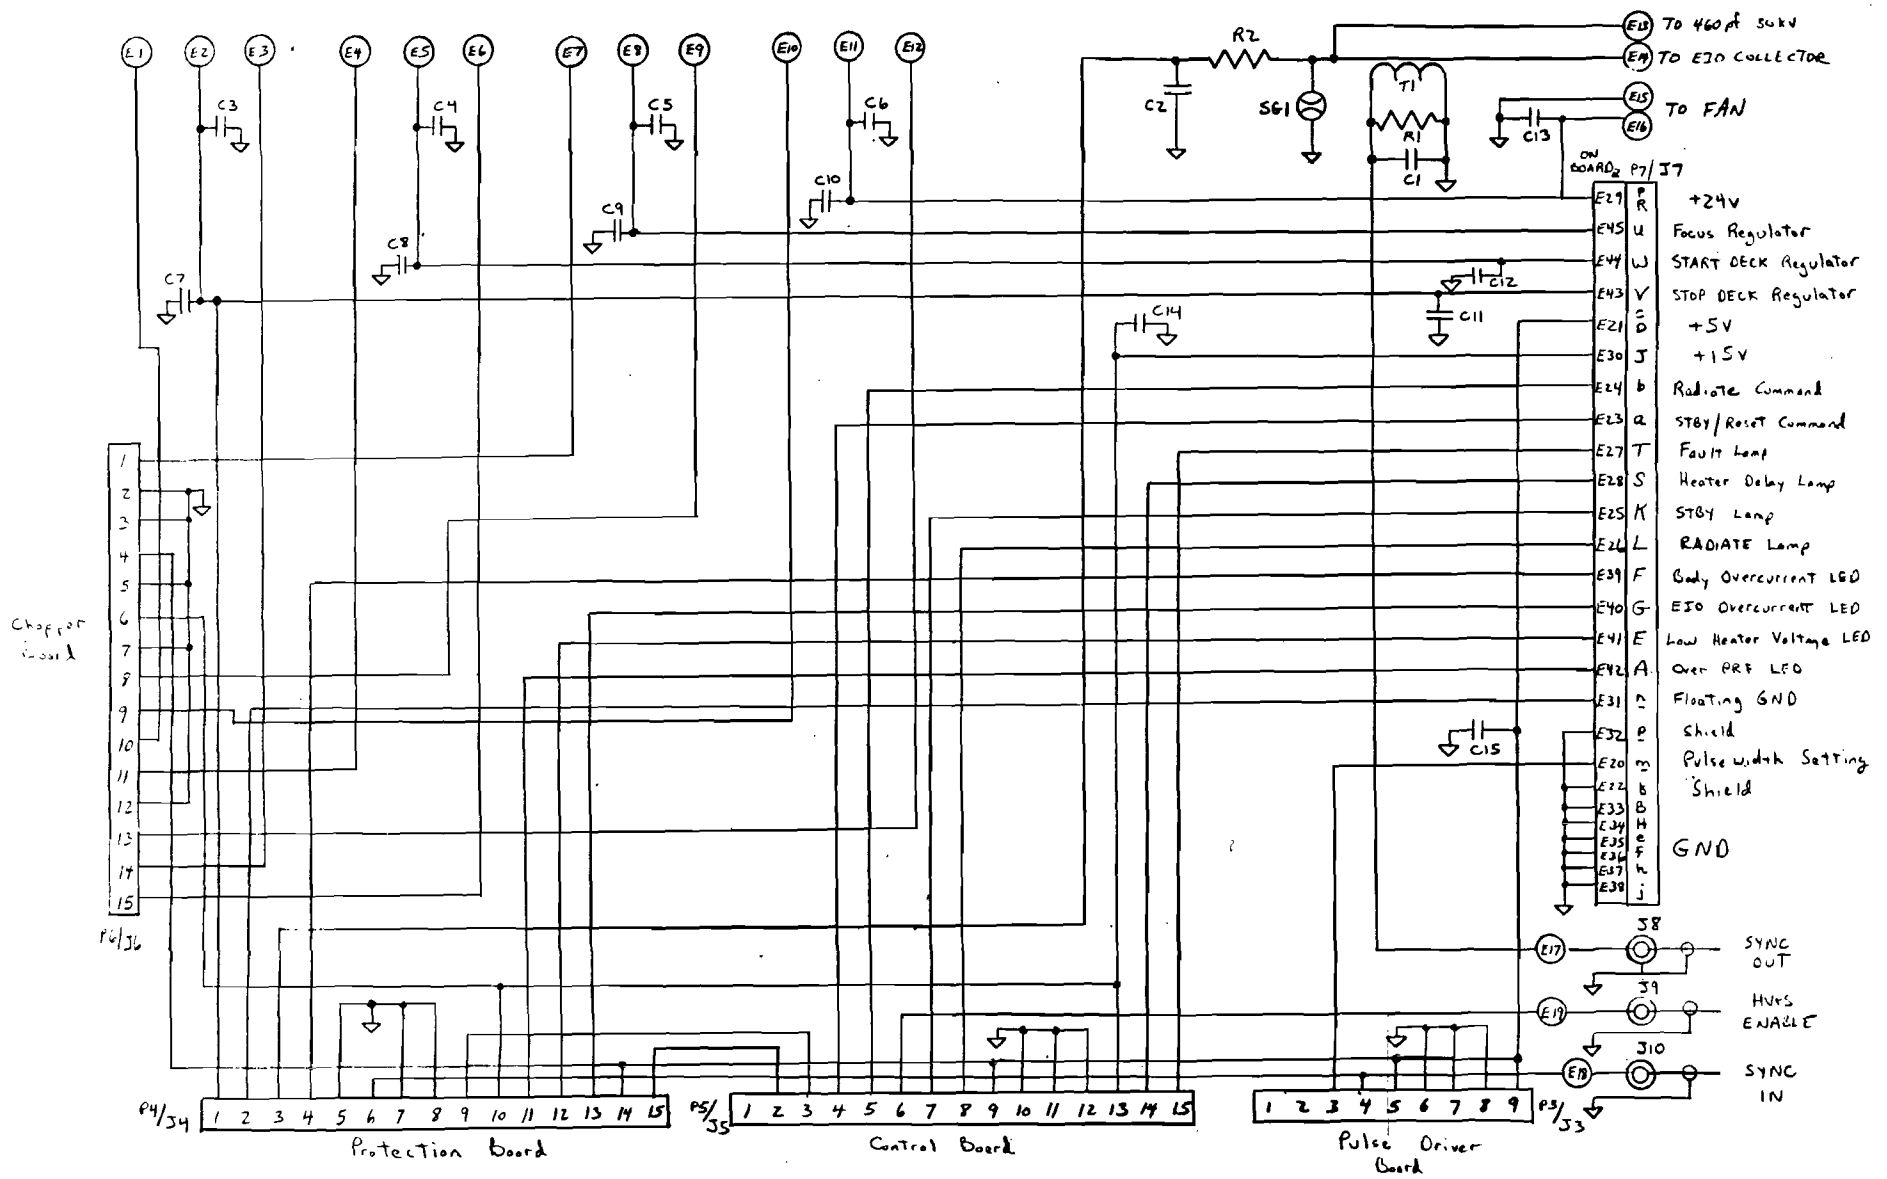 E1 E2 E3 E4 E5 E6 E7 E8 E9 E10 E11 E12
R2
E13 TO 460pf 50KV
E14 TO EIO COLLECTOR
C3 C4 C5 C6
C2 SG1 T1 R1 C1
E15 TO FAN
E16
C13
ON BOARD P7/J7
C10 C9 C8 C7
C12 C11 C14
E29 P R +24V
E45 u Focus Regulator
E44 W START DECK Regulator
E43 V STOP DECK Regulator
E21 D +5V
E30 J +15V
E24 b Radiate Command
E23 a STBY/Reset Command
E27 T Fault Lamp
E28 S Heater Delay Lamp
E25 K STBY Lamp
E26 L RADIATE Lamp
E39 F Body Overcurrent LED
E40 G EIO Overcurrent LED
E41 E Low Heater Voltage LED
E42 A Over PRF LED
E31 n Floating GND
E32 p Shield
E20 m Pulse width Setting
E22 k Shield
E33 B
E34 H
E35 e
E36 f GND
E37 h
E38 j
C15
1
2
3
4
5
6
7
8
9
10
11
12
13
14
15
Chopper Board
P6/J6
E17 J8 SYNC OUT
E19 J9 HVPS ENABLE
E18 J10 SYNC IN
P4/J4 1 2 3 4 5 6 7 8 9 10 11 12 13 14 15
Protection Board
P5/J5 1 2 3 4 5 6 7 8 9 10 11 12 13 14 15
Control Board
1 2 3 4 5 6 7 8 9 P3/J3
Pulse Driver
Board